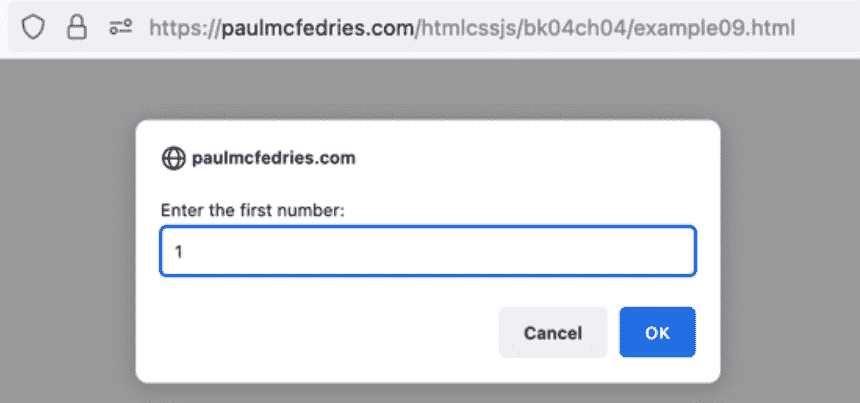 https://paulmcfedries.com/htmlcssjs/bk04ch04/example09.html
paulmcfedries.com
Enter the first number:
1
Cancel OK